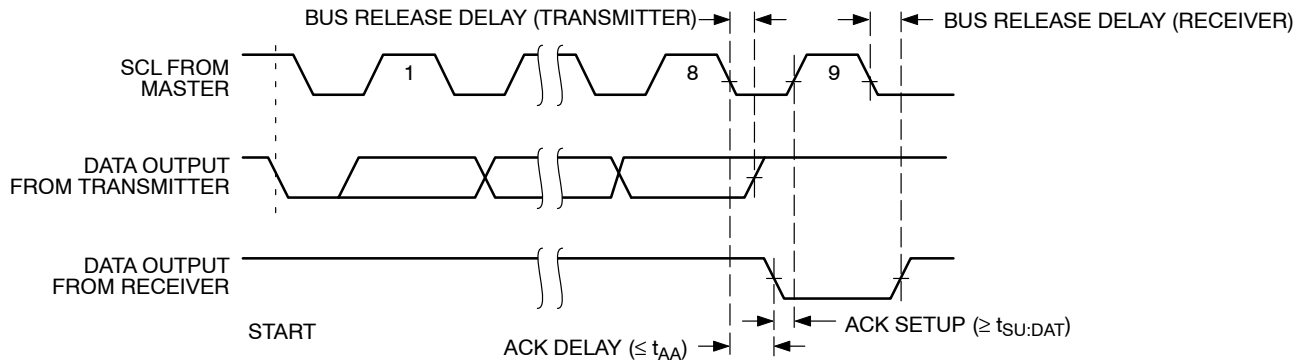 BUS RELEASE DELAY (TRANSMITTER)
BUS RELEASE DELAY (RECEIVER)
SCL FROM
MASTER
1
8
9
DATA OUTPUT
FROM TRANSMITTER
DATA OUTPUT
FROM RECEIVER
START
ACK SETUP (≥ tSU:DAT)
ACK DELAY (≤ tAA)